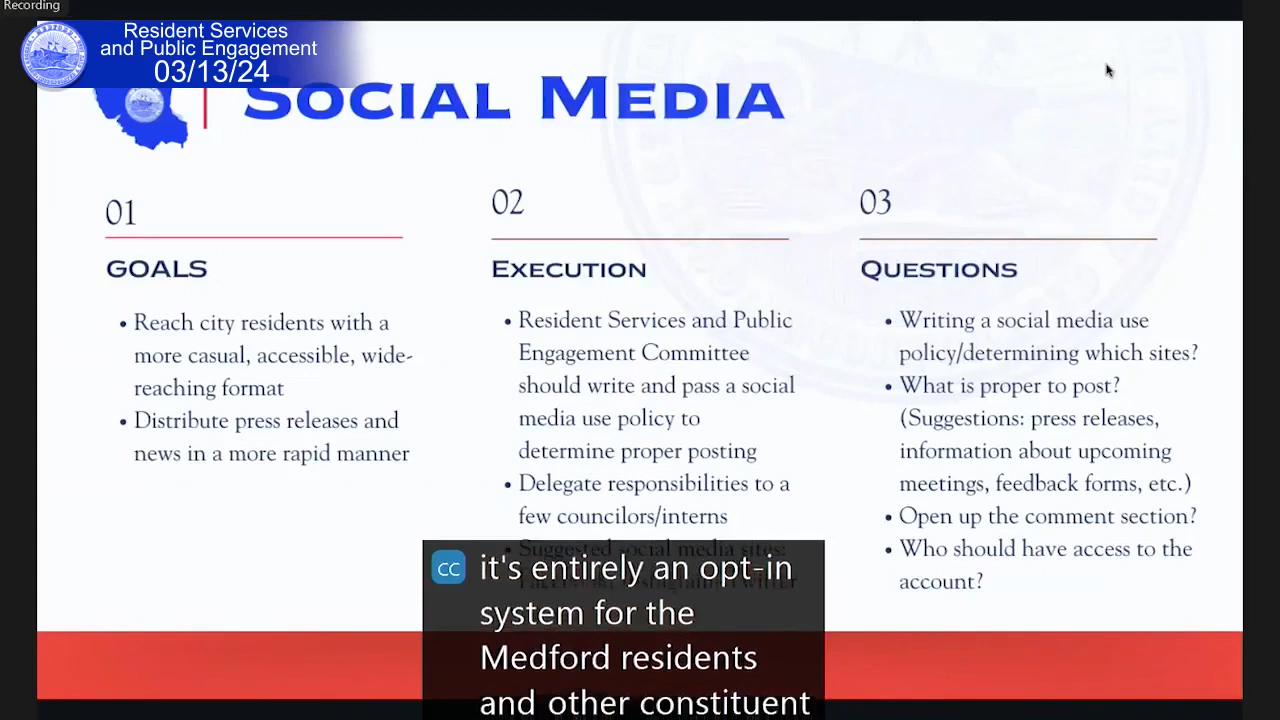 Recording
Resident Services
and Public Engagement
03/13/24
Social Media
01
GOALS
• Reach city residents with a
more casual, accessible, wide-
reaching format
• Distribute press releases and
news in a more rapid manner
02
Execution
• Resident Services and Public
Engagement Committee
should write and pass a social
media use policy to
determine proper posting
• Delegate responsibilities to a
few councilors/interns
• Suggested social media sites:
03
Questions
• Writing a social media use
policy/determining which sites?
• What is proper to post?
(Suggestions: press releases,
information about upcoming
meetings, feedback forms, etc.)
• Open up the comment section?
• Who should have access to the
account?
CC
it's entirely an opt-in
system for the
Medford residents
and other constituent